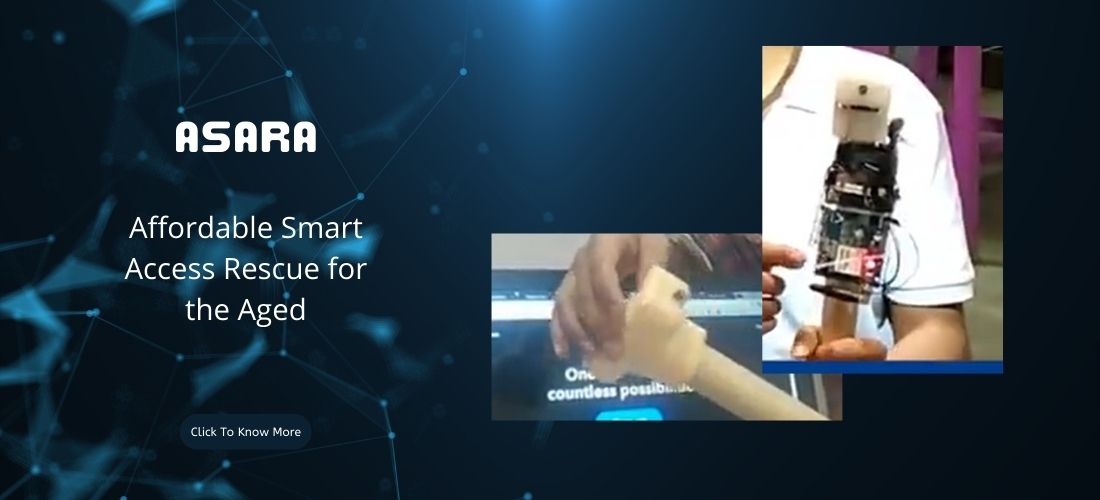 ASARA
Affordable Smart
Access Rescue for
the Aged
Click To Know More
countless